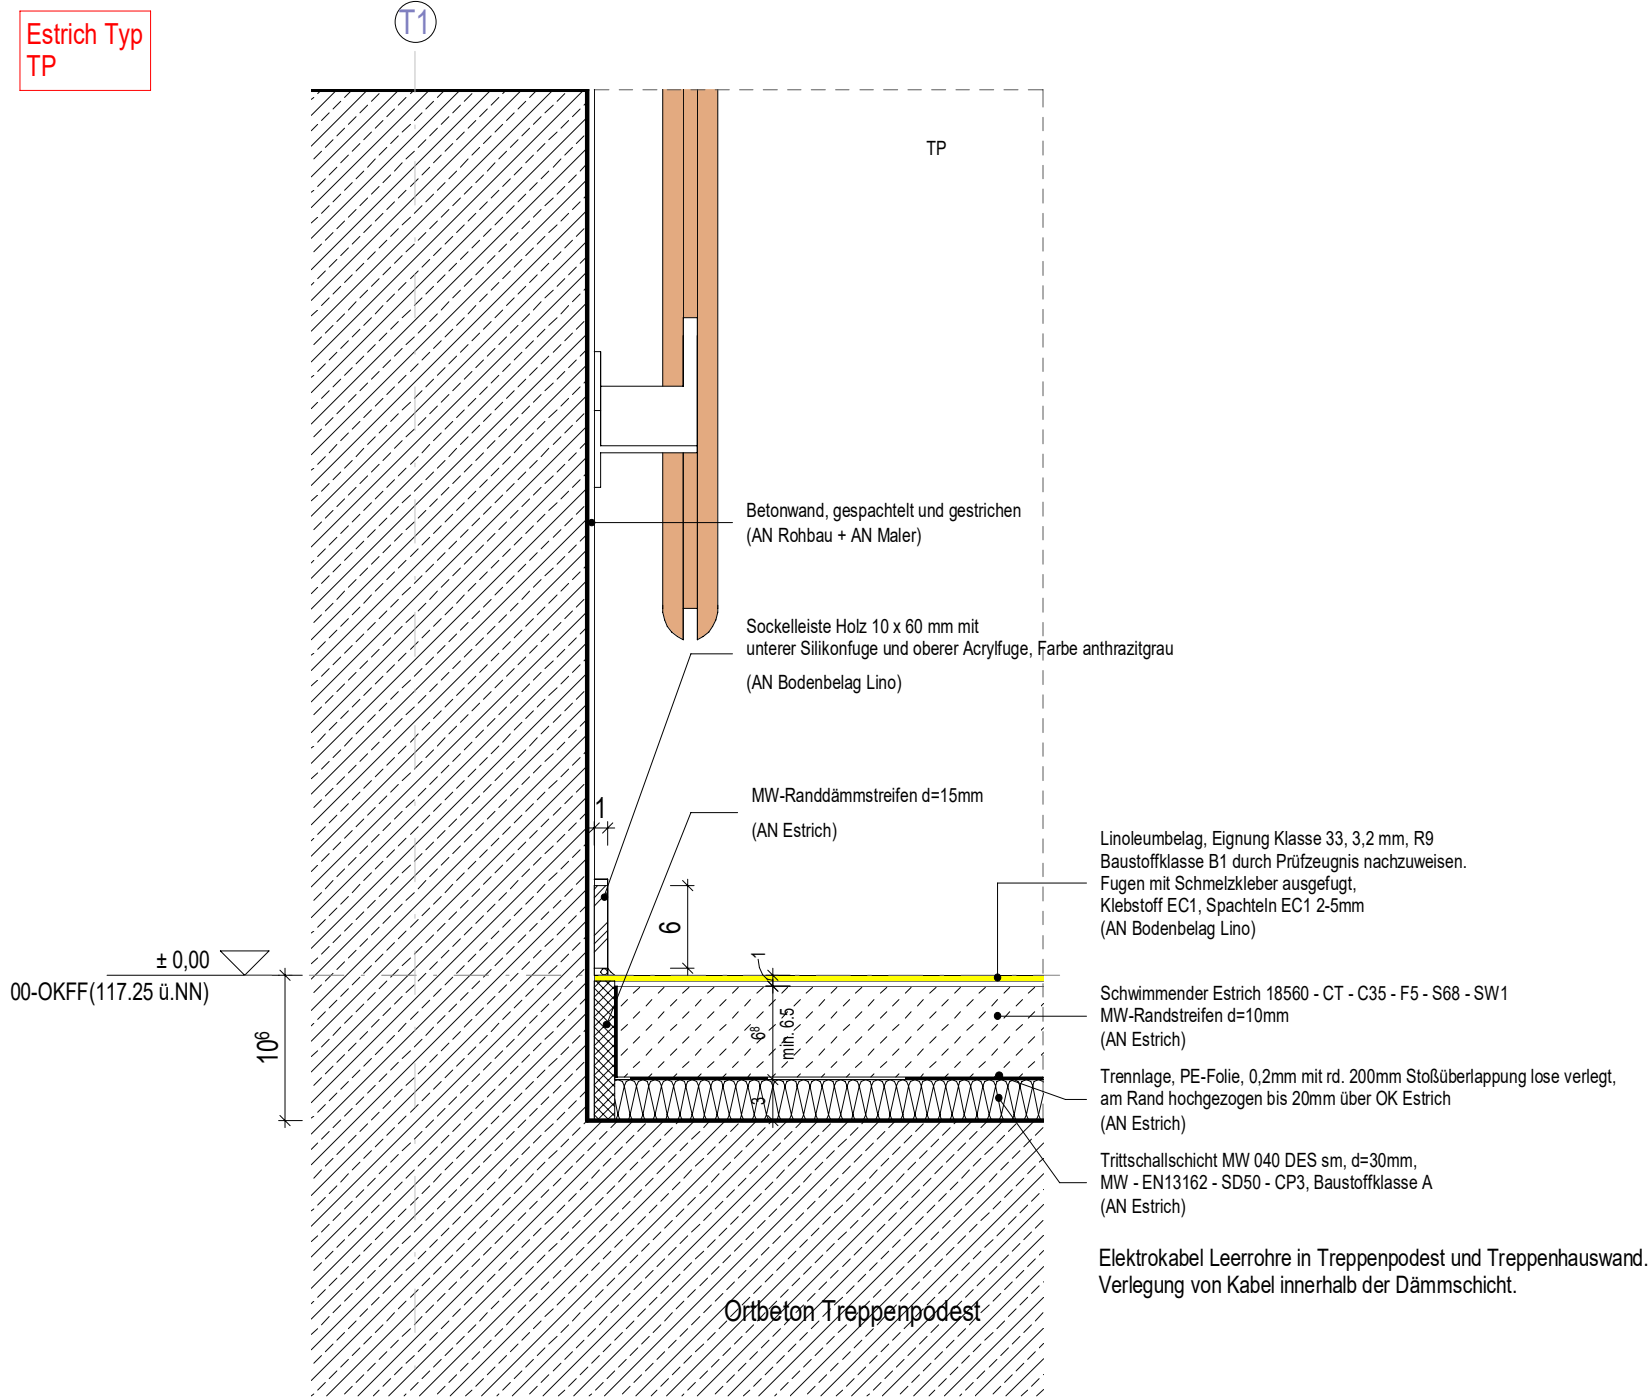 Estrich Typ
TP
T1
TP
Betonwand, gespachtelt und gestrichen
(AN Rohbau + AN Maler)
Sockelleiste Holz 10 x 60 mm mit
unterer Silikonfuge und oberer Acrylfuge, Farbe anthrazitgrau
(AN Bodenbelag Lino)
MW-Randdämmstreifen d=15mm
(AN Estrich)
1
6
1
6⁸
min. 6.5
3
± 0,00
00-OKFF(117.25 ü.NN)
10⁶
Linoleumbelag, Eignung Klasse 33, 3,2 mm, R9
Baustoffklasse B1 durch Prüfzeugnis nachzuweisen.
Fugen mit Schmelzkleber ausgefugt,
Klebstoff EC1, Spachteln EC1 2-5mm
(AN Bodenbelag Lino)
Schwimmender Estrich 18560 - CT - C35 - F5 - S68 - SW1
MW-Randstreifen d=10mm
(AN Estrich)
Trennlage, PE-Folie, 0,2mm mit rd. 200mm Stoßüberlappung lose verlegt,
am Rand hochgezogen bis 20mm über OK Estrich
(AN Estrich)
Trittschallschicht MW 040 DES sm, d=30mm,
MW - EN13162 - SD50 - CP3, Baustoffklasse A
(AN Estrich)
Elektrokabel Leerrohre in Treppenpodest und Treppenhauswand.
Verlegung von Kabel innerhalb der Dämmschicht.
Ortbeton Treppenpodest